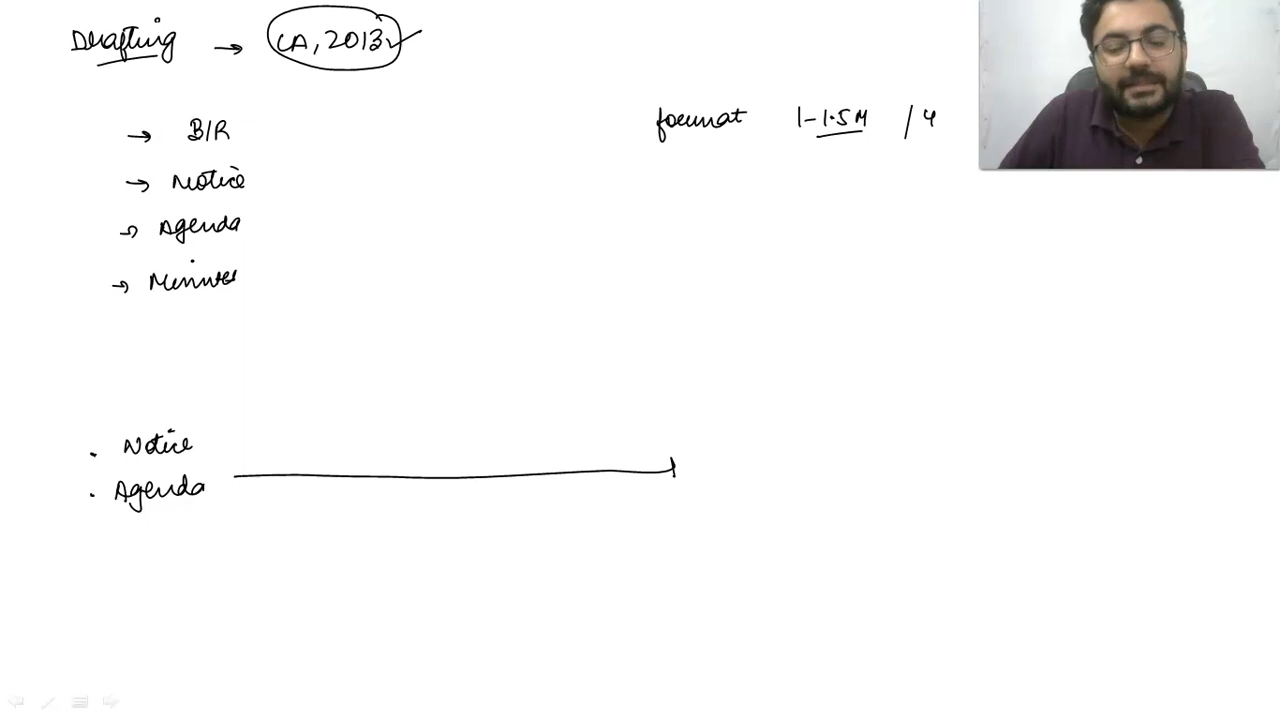 Drafting → CA, 2013
→ B/R
format 1-1.5M / 4
→ Notice
→ Agenda
→ Minutes
. Notice
. Agenda